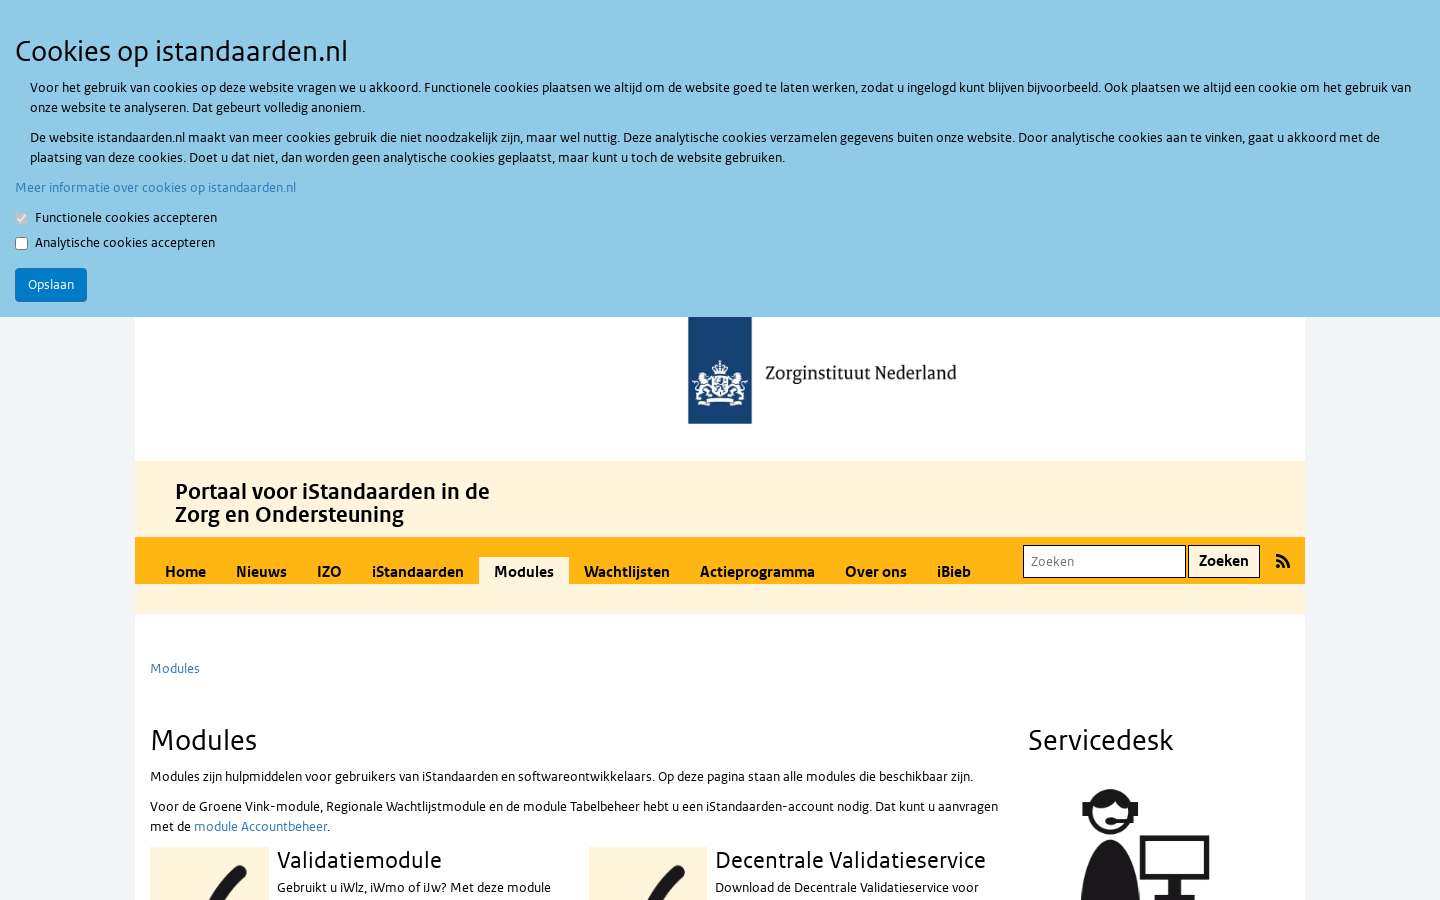 Cookies op istandaarden.nl
Voor het gebruik van cookies op deze website vragen we u akkoord. Functionele cookies plaatsen we altijd om de website goed te laten werken, zodat u ingelogd kunt blijven bijvoorbeeld. Ook plaatsen we altijd een cookie om het gebruik van
onze website te analyseren. Dat gebeurt volledig anoniem.
De website istandaarden.nl maakt van meer cookies gebruik die niet noodzakelijk zijn, maar wel nuttig. Deze analytische cookies verzamelen gegevens buiten onze website. Door analytische cookies aan te vinken, gaat u akkoord met de
plaatsing van deze cookies. Doet u dat niet, dan worden geen analytische cookies geplaatst, maar kunt u toch de website gebruiken.
Meer informatie over cookies op istandaarden.nl
Functionele cookies accepteren
Analytische cookies accepteren
Opslaan
Zorginstituut Nederland
Portaal voor iStandaarden in de
Zorg en Ondersteuning
Home Nieuws IZO iStandaarden Modules Wachtlijsten Actieprogramma Over ons iBieb Zoeken Zoeken
Modules
Modules
Modules zijn hulpmiddelen voor gebruikers van iStandaarden en softwareontwikkelaars. Op deze pagina staan alle modules die beschikbaar zijn.
Voor de Groene Vink-module, Regionale Wachtlijstmodule en de module Tabelbeheer hebt u een iStandaarden-account nodig. Dat kunt u aanvragen
met de module Accountbeheer.
Validatiemodule
Gebruikt u iWlz, iWmo of iJw? Met deze module
Decentrale Validatieservice
Download de Decentrale Validatieservice voor
Servicedesk